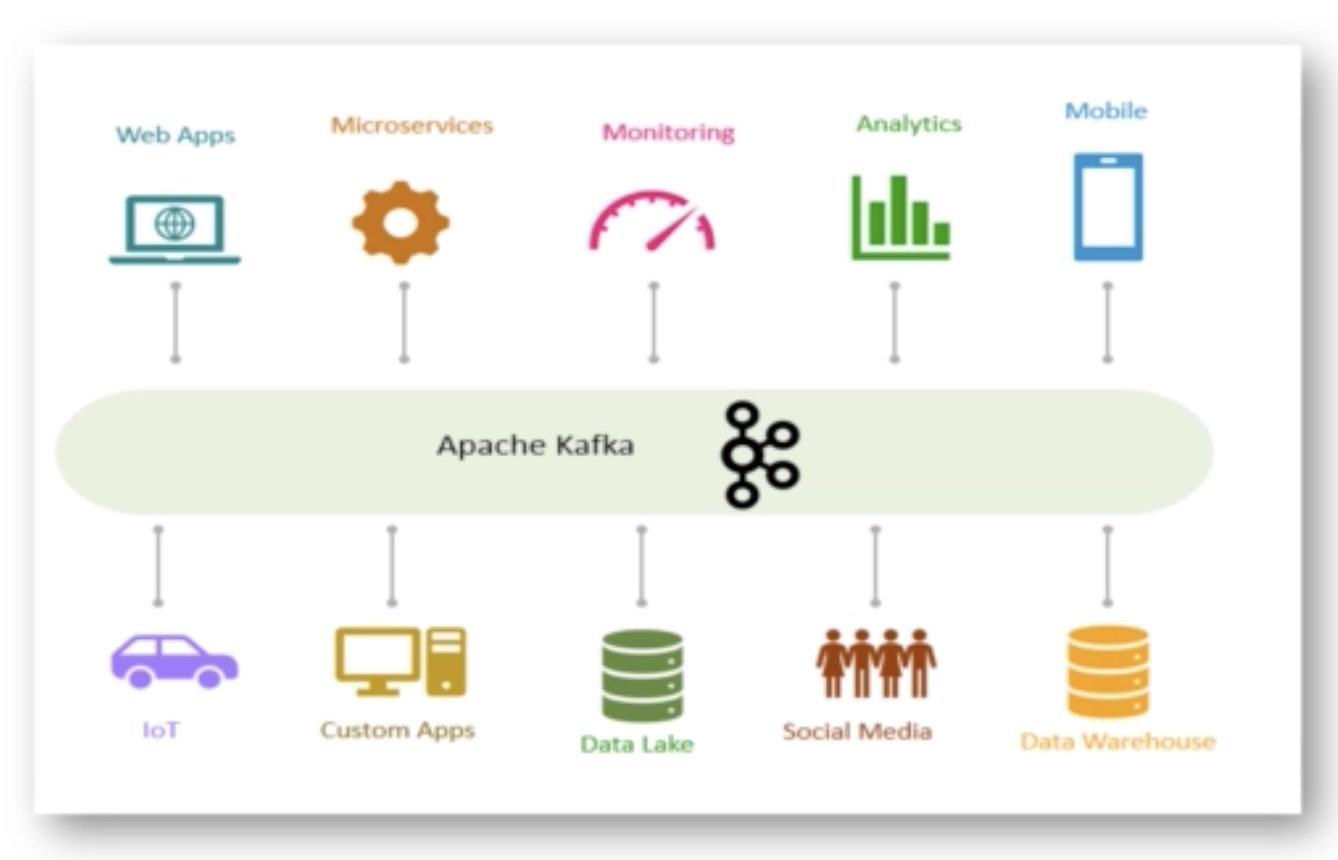 Web Apps
Microservices
Monitoring
Analytics
Mobile
Apache Kafka
IoT
Custom Apps
Data Lake
Social Media
Data Warehouse